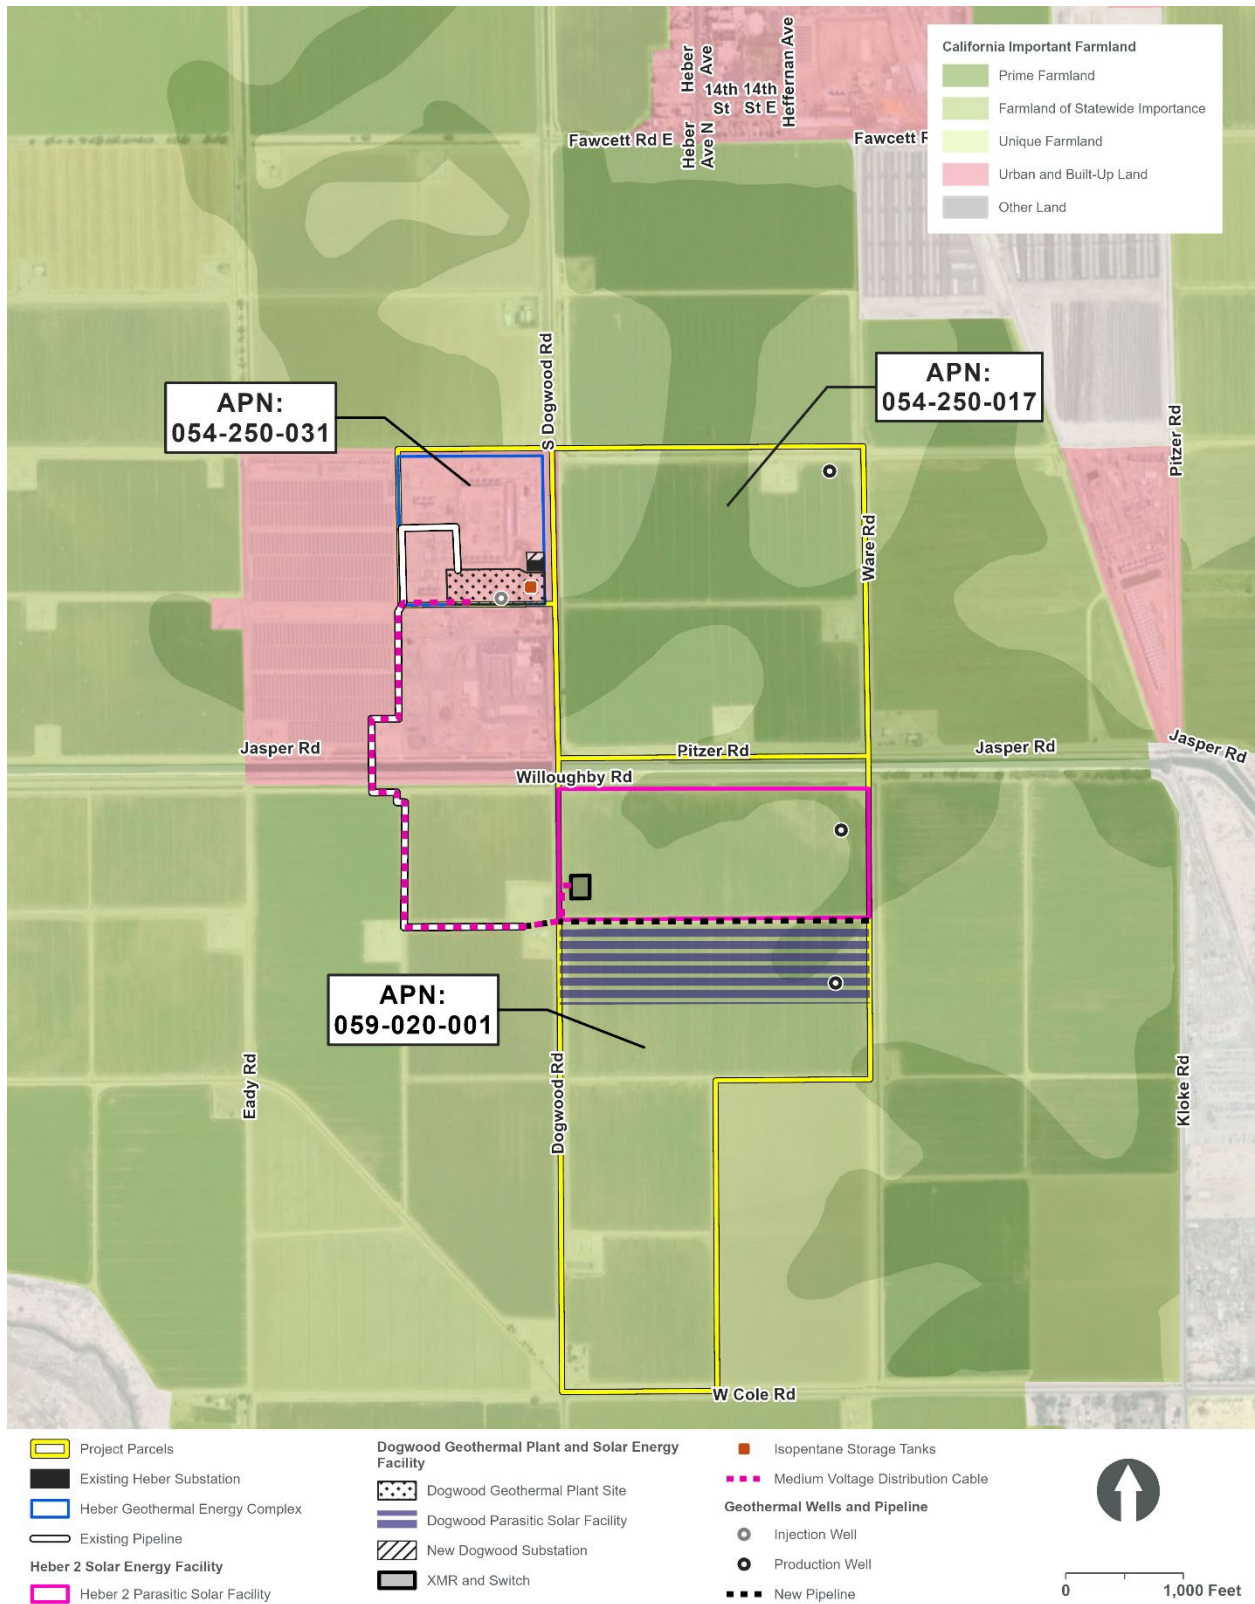 California Important Farmland
Prime Farmland
Farmland of Statewide Importance
Unique Farmland
Urban and Built-Up Land
Other Land
Heber
Ave
14th
St
14th
St E
Heffernan Ave
Fawcett Rd E
Heber
Ave N
Fawcett R
S Dogwood Rd
APN:
054-250-031
APN:
054-250-017
Pitzer Rd
Ware Rd
Jasper Rd
Pitzer Rd
Jasper Rd
Jasper Rd
Willoughby Rd
APN:
059-020-001
Eady Rd
Dogwood Rd
Kloke Rd
W Cole Rd
Project Parcels
Existing Heber Substation
Heber Geothermal Energy Complex
Existing Pipeline
Heber 2 Solar Energy Facility
Heber 2 Parasitic Solar Facility
Dogwood Geothermal Plant and Solar Energy
Facility
Dogwood Geothermal Plant Site
Dogwood Parasitic Solar Facility
New Dogwood Substation
XMR and Switch
Isopentane Storage Tanks
Medium Voltage Distribution Cable
Geothermal Wells and Pipeline
Injection Well
Production Well
New Pipeline
0
1,000 Feet